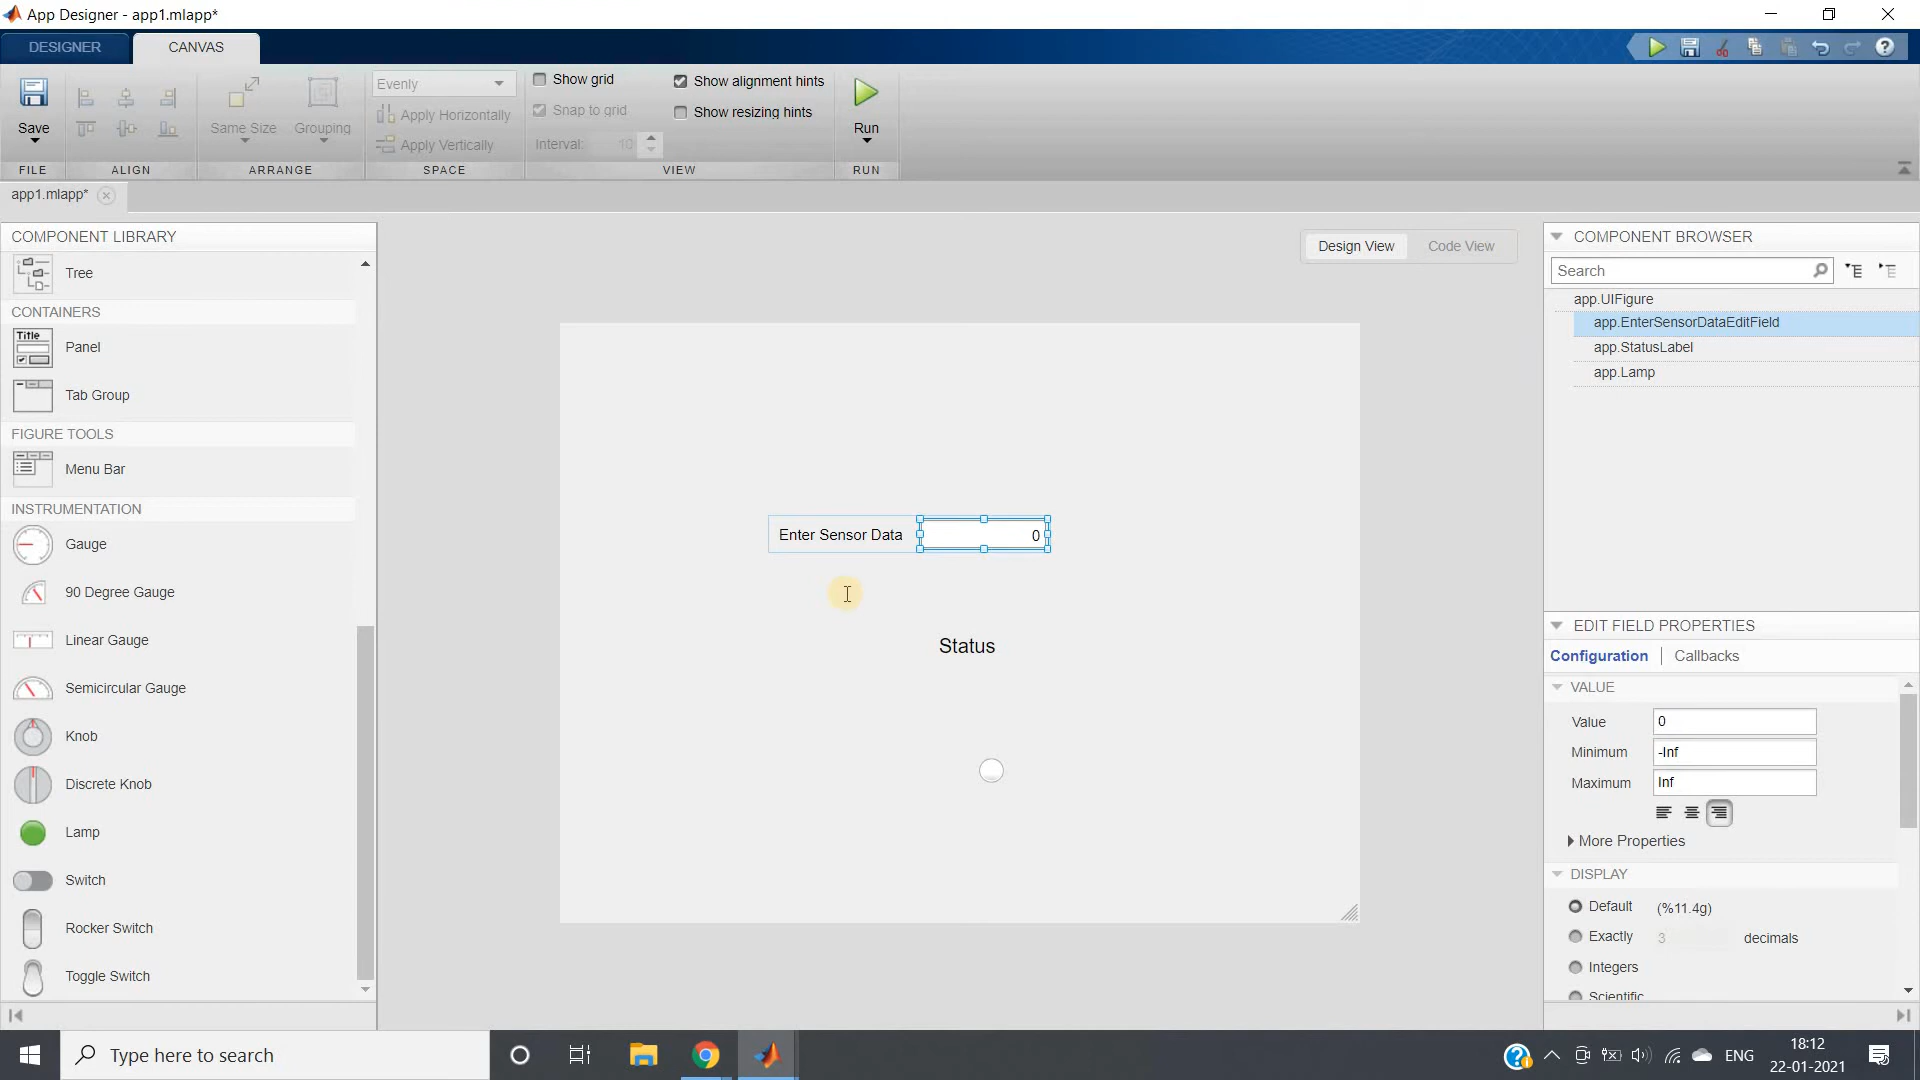 App Designer - app1.mlapp*
DESIGNER
CANVAS
Save
FILE
ALIGN
Same Size
Grouping
ARRANGE
Evenly
Apply Horizontally
Apply Vertically
SPACE
Show grid
Snap to grid
Interval: 10
Show alignment hints
Show resizing hints
VIEW
Run
RUN
app1.mlapp*
COMPONENT LIBRARY
Tree
CONTAINERS
Title
Panel
Tab Group
FIGURE TOOLS
Menu Bar
INSTRUMENTATION
Gauge
90 Degree Gauge
Linear Gauge
Semicircular Gauge
Knob
Discrete Knob
Lamp
Switch
Rocker Switch
Toggle Switch
Design View
Code View
Enter Sensor Data
0
Status
COMPONENT BROWSER
Search
app.UIFigure
app.EnterSensorDataEditField
app.StatusLabel
app.Lamp
EDIT FIELD PROPERTIES
Configuration
Callbacks
VALUE
Value 0
Minimum -Inf
Maximum Inf
More Properties
DISPLAY
Default (%11.4g)
Exactly 3 decimals
Integers
Scientific
Type here to search
ENG
18:12
22-01-2021